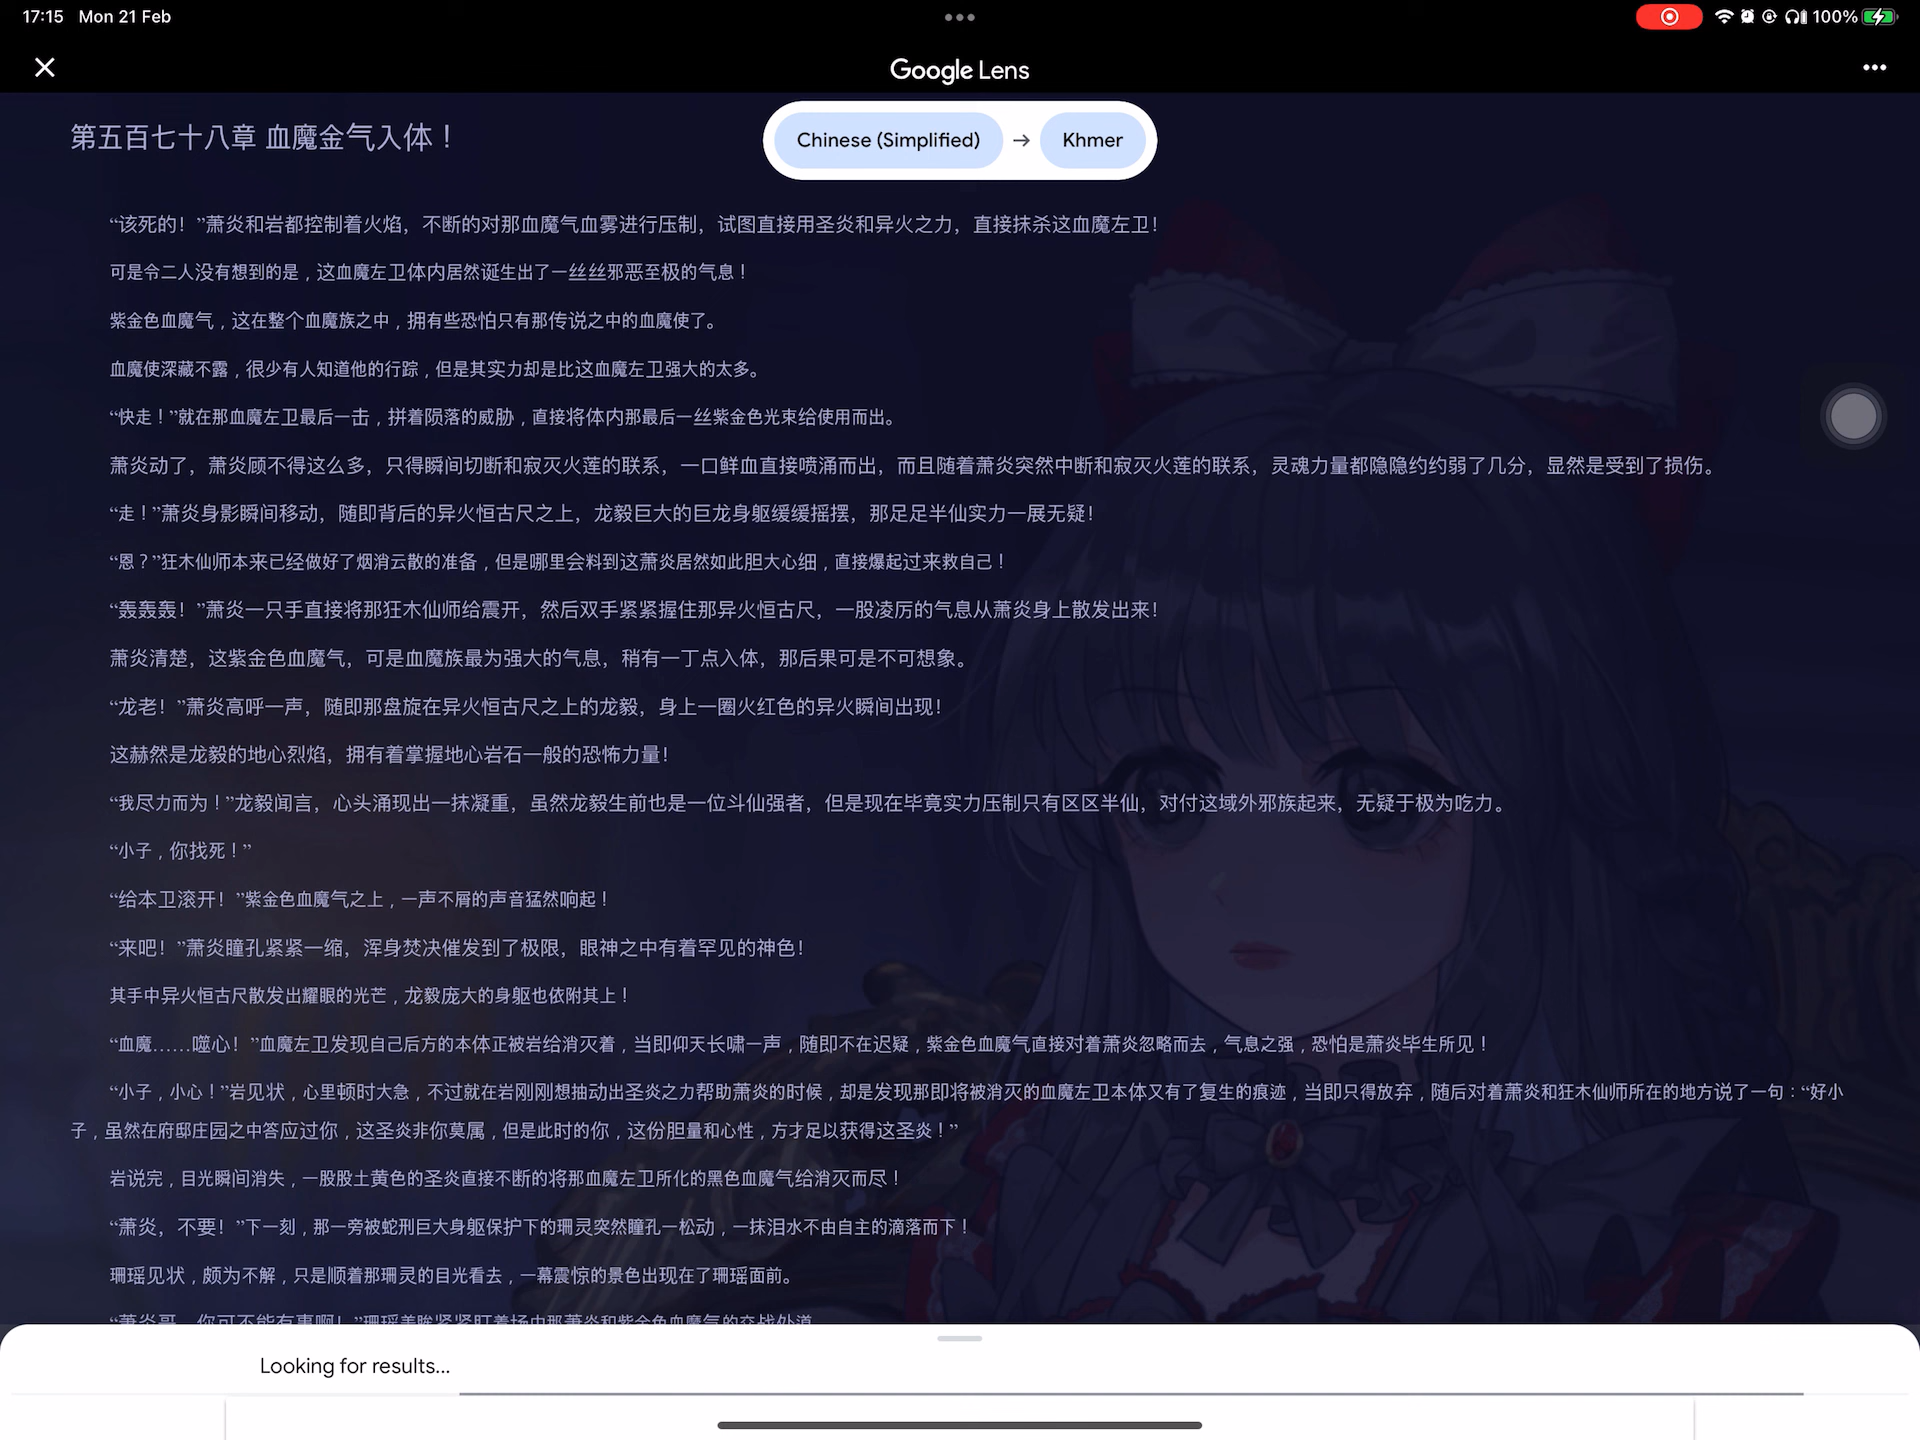 17:15 Mon 21 Feb
100%
Google Lens
第五百七十八章 血魔金气入体！
Chinese (Simplified) → Khmer
“该死的！”萧炎和岩都控制着火焰，不断的对那血魔气血雾进行压制，试图直接用圣炎和异火之力，直接抹杀这血魔左卫！
可是令二人没有想到的是，这血魔左卫体内居然诞生出了一丝丝邪恶至极的气息！
紫金色血魔气，这在整个血魔族之中，拥有些恐怕只有那传说之中的血魔使了。
血魔使深藏不露，很少有人知道他的行踪，但是其实力却是比这血魔左卫强大的太多。
“快走！”就在那血魔左卫最后一击，拼着陨落的威胁，直接将体内那最后一丝紫金色光束给使用而出。
萧炎动了，萧炎顾不得这么多，只得瞬间切断和寂灭火莲的联系，一口鲜血直接喷涌而出，而且随着萧炎突然中断和寂灭火莲的联系，灵魂力量都隐隐约约弱了几分，显然是受到了损伤。
“走！”萧炎身影瞬间移动，随即背后的异火恒古尺之上，龙毅巨大的巨龙身躯缓缓摇摆，那足足半仙实力一展无疑！
“恩？”狂木仙师本来已经做好了烟消云散的准备，但是哪里会料到这萧炎居然如此胆大心细，直接爆起过来救自己！
“轰轰轰！”萧炎一只手直接将那狂木仙师给震开，然后双手紧紧握住那异火恒古尺，一股凌厉的气息从萧炎身上散发出来！
萧炎清楚，这紫金色血魔气，可是血魔族最为强大的气息，稍有一丁点入体，那后果可是不可想象。
“龙老！”萧炎高呼一声，随即那盘旋在异火恒古尺之上的龙毅，身上一圈火红色的异火瞬间出现！
这赫然是龙毅的地心烈焰，拥有着掌握地心岩石一般的恐怖力量！
“我尽力而为！”龙毅闻言，心头涌现出一抹凝重，虽然龙毅生前也是一位斗仙强者，但是现在毕竟实力压制只有区区半仙，对付这域外邪族起来，无疑于极为吃力。
“小子，你找死！”
“给本卫滚开！”紫金色血魔气之上，一声不屑的声音猛然响起！
“来吧！”萧炎瞳孔紧紧一缩，浑身焚决催发到了极限，眼神之中有着罕见的神色！
其手中异火恒古尺散发出耀眼的光芒，龙毅庞大的身躯也依附其上！
“血魔……噬心！”血魔左卫发现自己后方的本体正被岩给消灭着，当即仰天长啸一声，随即不在迟疑，紫金色血魔气直接对着萧炎忽略而去，气息之强，恐怕是萧炎毕生所见！
“小子，小心！”岩见状，心里顿时大急，不过就在岩刚刚想抽动出圣炎之力帮助萧炎的时候，却是发现那即将被消灭的血魔左卫本体又有了复生的痕迹，当即只得放弃，随后对着萧炎和狂木仙师所在的地方说了一句：“好小
子，虽然在府邸庄园之中答应过你，这圣炎非你莫属，但是此时的你，这份胆量和心性，方才足以获得这圣炎！”
岩说完，目光瞬间消失，一股股土黄色的圣炎直接不断的将那血魔左卫所化的黑色血魔气给消灭而尽！
“萧炎，不要！”下一刻，那一旁被蛇刑巨大身躯保护下的珊灵突然瞳孔一松动，一抹泪水不由自主的滴落而下！
珊瑶见状，颇为不解，只是顺着那珊灵的目光看去，一幕震惊的景色出现在了珊瑶面前。
“萧炎哥，你可不能有事啊！”珊瑶美眸紧紧盯着场中那萧炎和紫金色血魔气的交战处道
Looking for results...